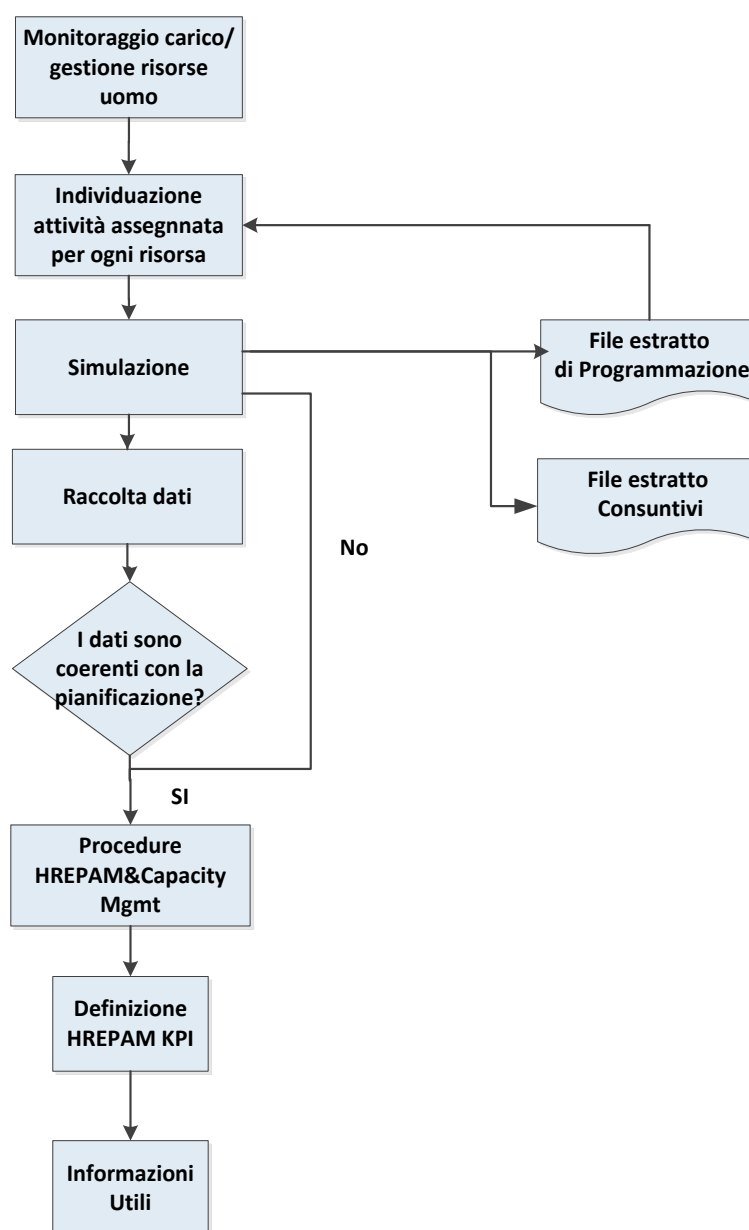 Monitoraggio carico/
gestione risorse
uomo
Individuazione
attività assegnnata
per ogni risorsa
Simulazione
File estratto
di Programmazione
Raccolta dati
File estratto
Consuntivi
No
I dati sono
coerenti con la
pianificazione?
SI
Procedure
HREPAM&Capacity
Mgmt
Definizione
HREPAM KPI
Informazioni
Utili